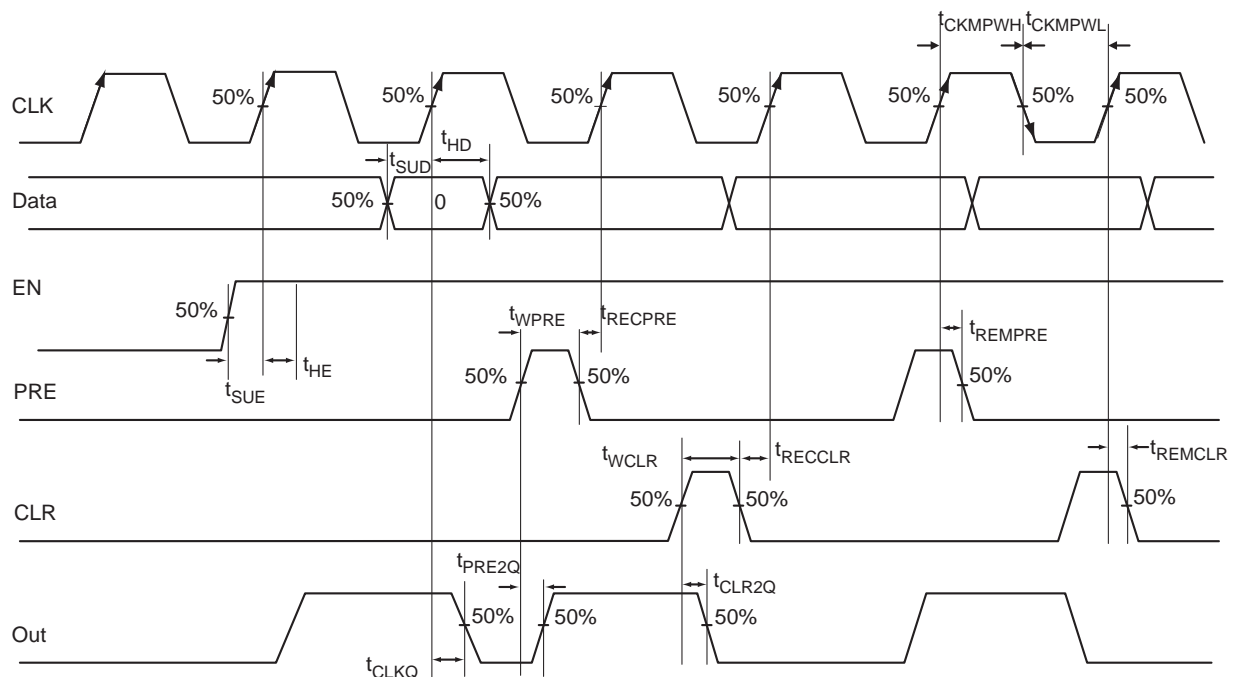 tCKMPWH tCKMPWL
CLK
50% 50% 50% 50% 50% 50% 50%
tSUD tHD
Data
50% 0 50%
EN
50%
tSUE tHE
tWPRE tRECPRE
tREMPRE
PRE
50% 50% 50%
tWCLR tRECCLR
tREMCLR
CLR
50% 50% 50%
tPRE2Q
tCLR2Q
Out
50% 50% 50%
tCLKQ